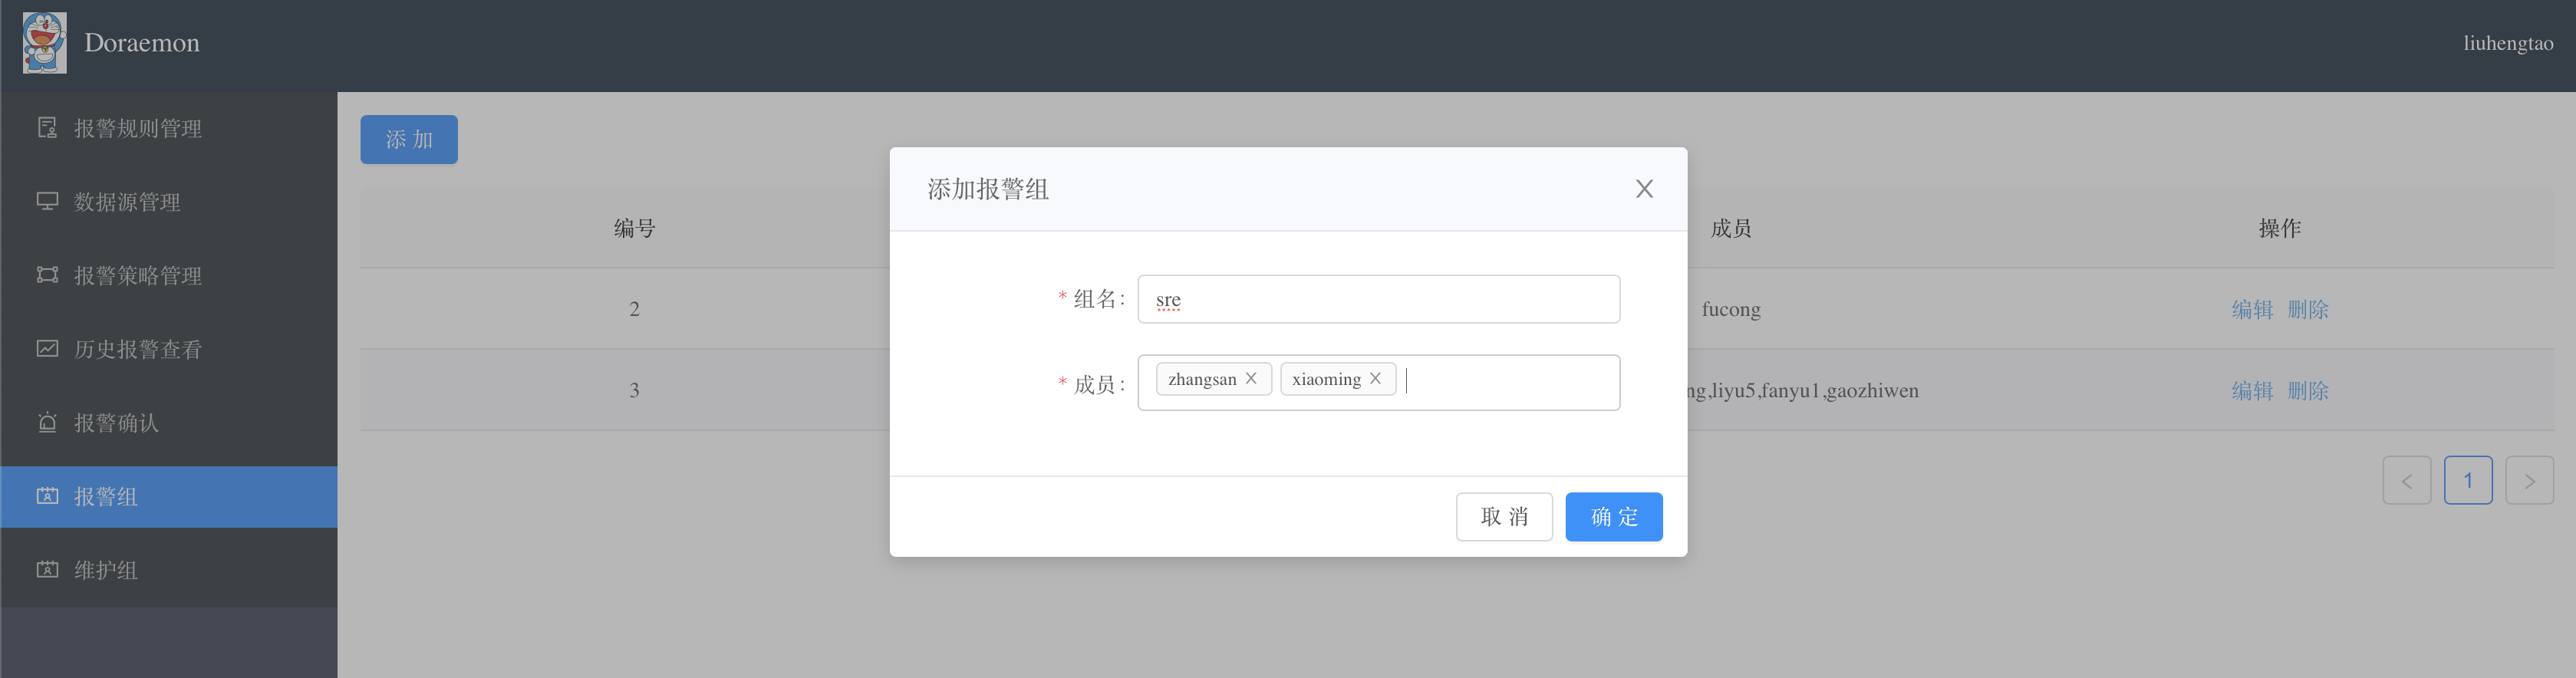 Doraemon
liuhengtao
报警规则管理
数据源管理
报警策略管理
历史报警查看
报警确认
报警组
维护组
添 加
编号 成员 操作
2 fucong 编辑 删除
3 ng,liyu5,fanyu1,gaozhiwen 编辑 删除
1
添加报警组
* 组名: sre
* 成员: zhangsan xiaoming
取 消 确 定